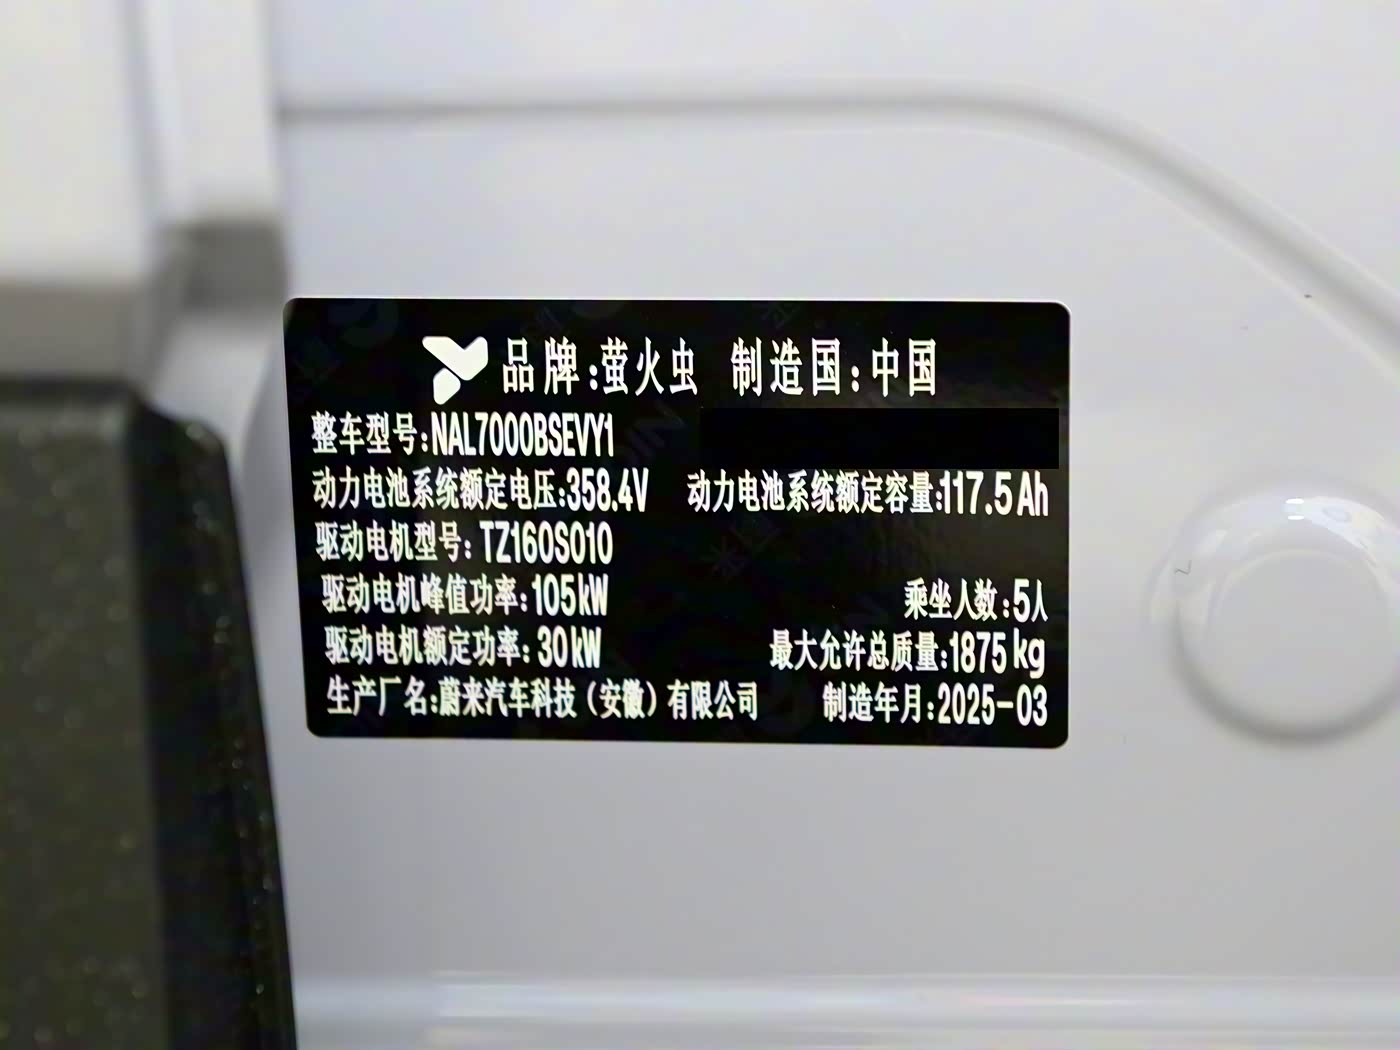 品牌:萤火虫 制造国:中国
整车型号:NAL7000BSEVY1
动力电池系统额定电压:358.4V 动力电池系统额定容量:117.5Ah
驱动电机型号: TZ160S010
驱动电机峰值功率:105kW 乘坐人数:5人
驱动电机额定功率: 30kW 最大允许总质量:1875kg
生产厂名:蔚来汽车科技（安徽）有限公司 制造年月:2025-03